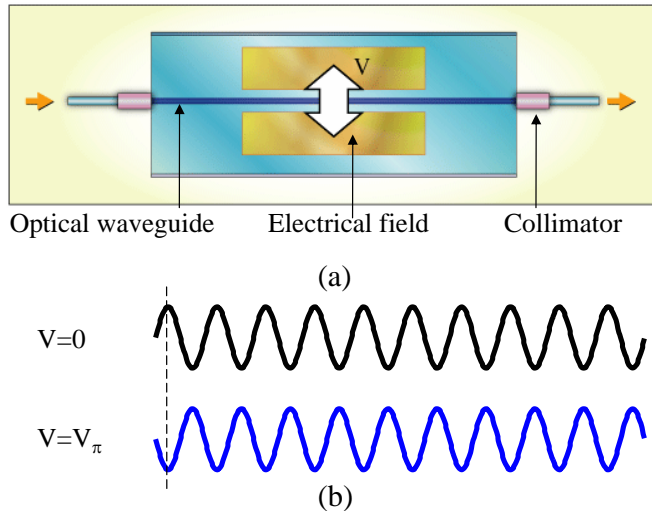 V
Optical waveguide Electrical field Collimator
(a)
V=0
V=Vπ
(b)